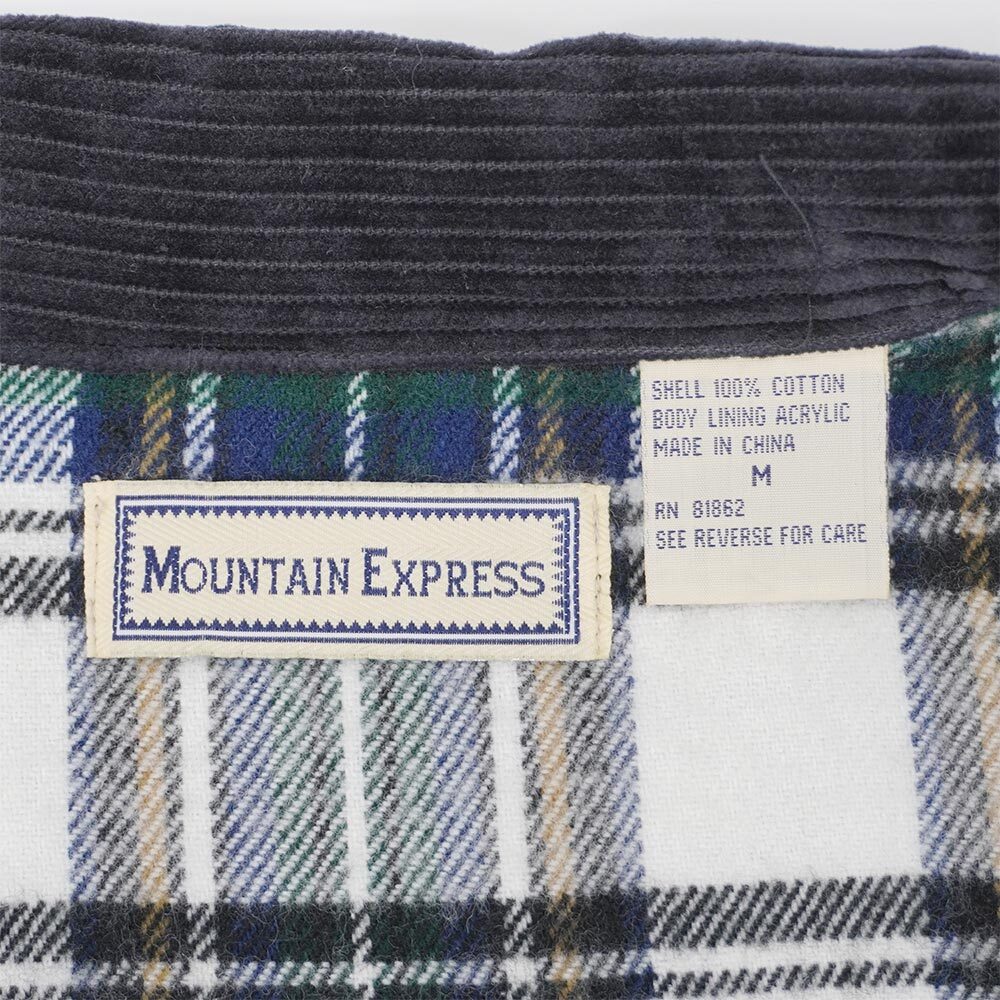 SHELL 100% COTTON
BODY LINING ACRYLIC
MADE IN CHINA
M
RN 81862
SEE REVERSE FOR CARE
MOUNTAIN EXPRESS